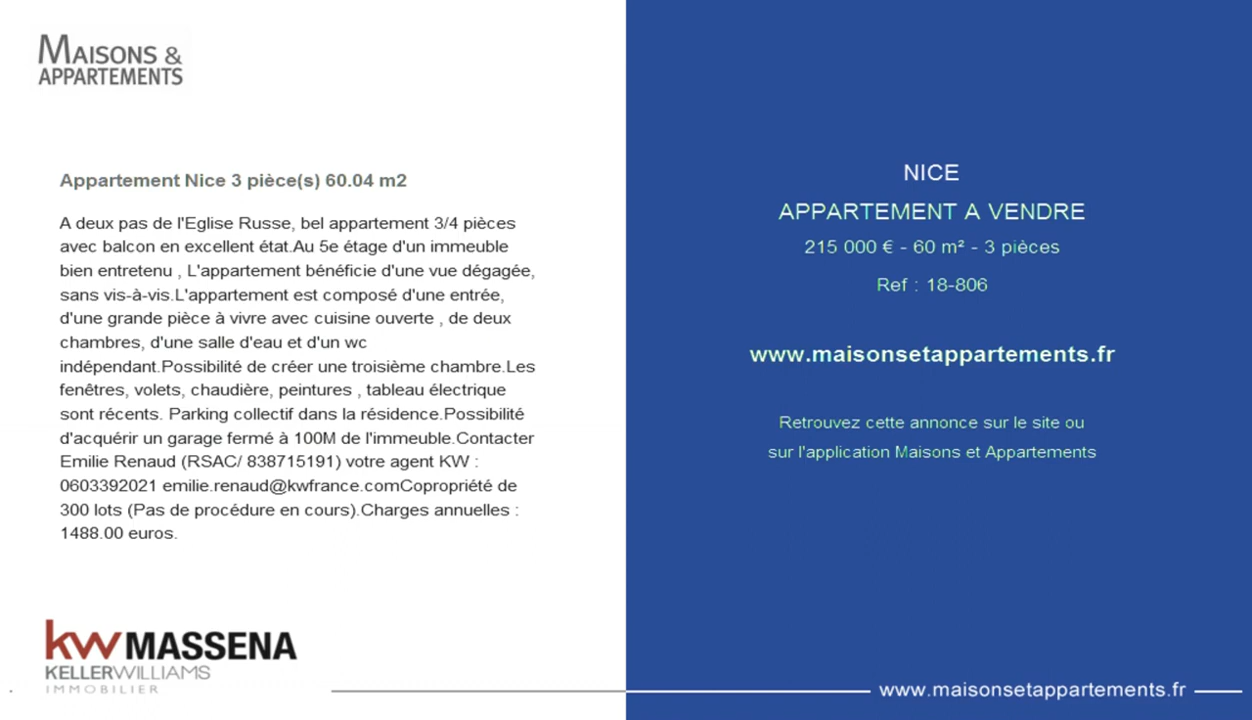 MAISONS &
APPARTEMENTS
Appartement Nice 3 pièce(s) 60.04 m2
A deux pas de l'Eglise Russe, bel appartement 3/4 pièces
avec balcon en excellent état.Au 5e étage d'un immeuble
bien entretenu , L'appartement bénéficie d'une vue dégagée,
sans vis-à-vis.L'appartement est composé d'une entrée,
d'une grande pièce à vivre avec cuisine ouverte , de deux
chambres, d'une salle d'eau et d'un wc
indépendant.Possibilité de créer une troisième chambre.Les
fenêtres, volets, chaudière, peintures , tableau électrique
sont récents. Parking collectif dans la résidence.Possibilité
d'acquérir un garage fermé à 100M de l'immeuble.Contacter
Emilie Renaud (RSAC/ 838715191) votre agent KW :
0603392021 emilie.renaud@kwfrance.comCopropriété de
300 lots (Pas de procédure en cours).Charges annuelles :
1488.00 euros.
kw MASSENA
KELLERWILLIAMS
IMMOBILIER
NICE
APPARTEMENT A VENDRE
215 000 € - 60 m² - 3 pièces
Ref : 18-806
www.maisonsetappartements.fr
Retrouvez cette annonce sur le site ou
sur l'application Maisons et Appartements
www.maisonsetappartements.fr